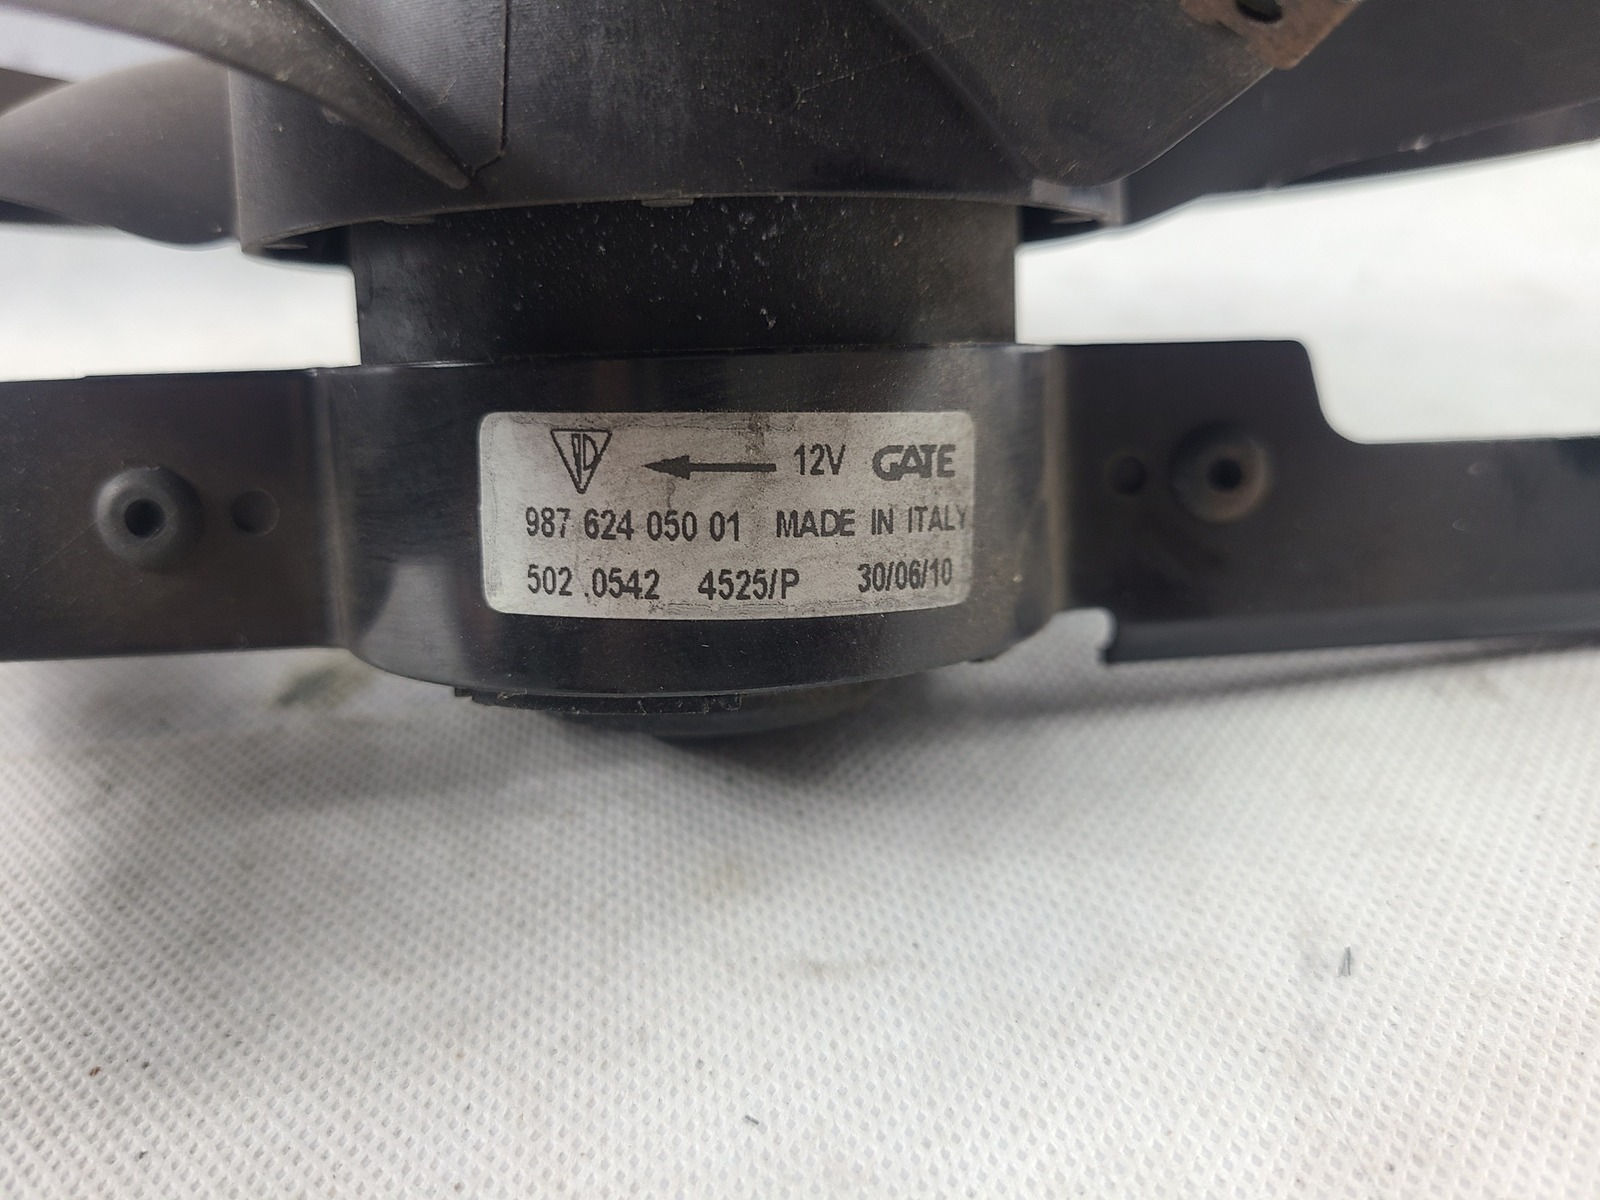 12V GATE
987 624 050 01 MADE IN ITALY
502.0542 4525/P 30/06/10